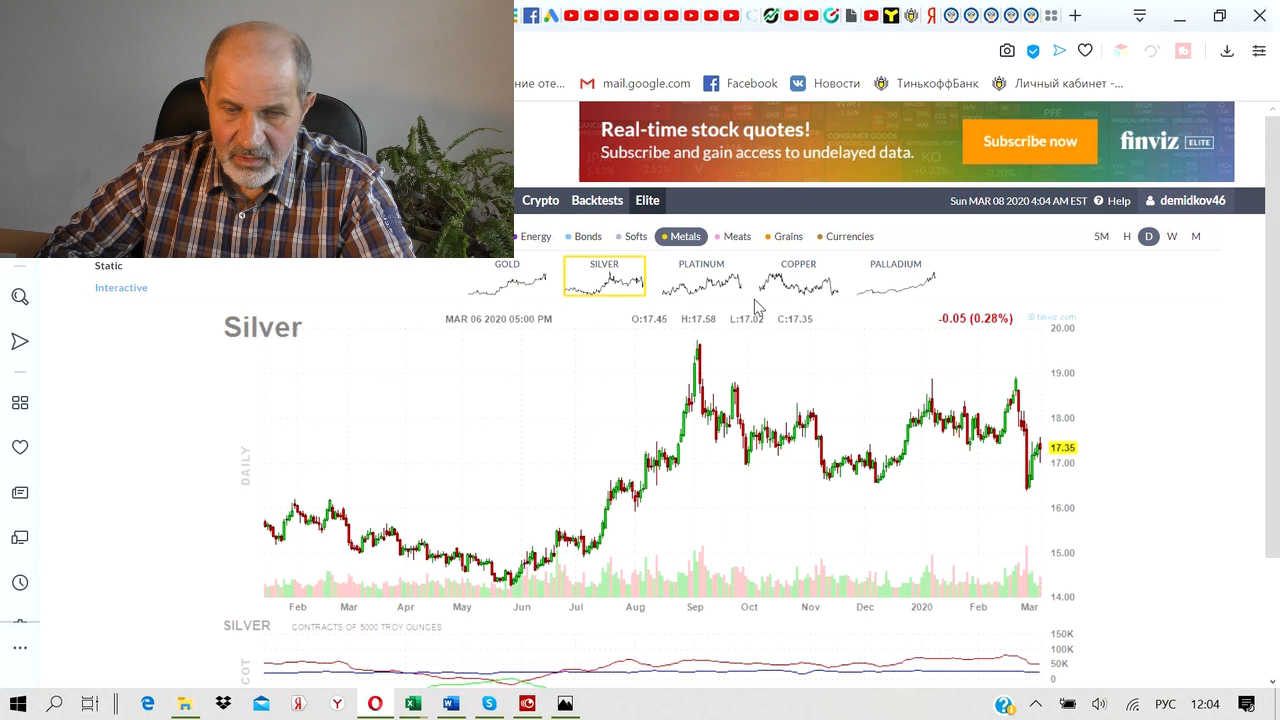 ние оте...
mail.google.com
Facebook
Новости
ТинькоффБанк
Личный кабинет -...
Real-time stock quotes!
Subscribe and gain access to undelayed data.
Subscribe now
finviz ELITE
Crypto
Backtests
Elite
Sun MAR 08 2020 4:04 AM EST
Help
demidkov46
Energy
Bonds
Softs
Metals
Meats
Grains
Currencies
5M
H
D
W
M
Static
Interactive
GOLD
SILVER
PLATINUM
COPPER
PALLADIUM
Silver
MAR 06 2020 05:00 PM
O:17.45
H:17.58
L:17.02
C:17.35
-0.05 (0.28%)
finviz.com
20.00
19.00
18.00
17.35
17.00
16.00
15.00
14.00
DAILY
Feb
Mar
Apr
May
Jun
Jul
Aug
Sep
Oct
Nov
Dec
2020
Feb
Mar
SILVER
CONTRACTS OF 5000 TROY OUNCES
150K
100K
50K
0
COT
РУС
12:04